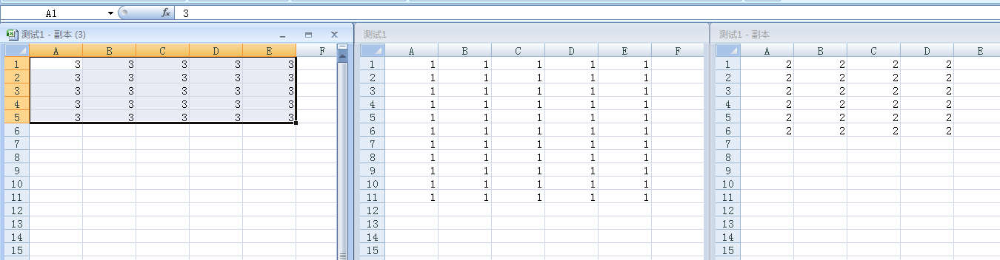 A1 fx 3
测试1 - 副本 (3) 测试1 测试1 - 副本
A B C D E F A B C D E F A B C D E
1 3 3 3 3 3 1 1 1 1 1 1 1 2 2 2 2
2 3 3 3 3 3 2 1 1 1 1 1 2 2 2 2 2
3 3 3 3 3 3 3 1 1 1 1 1 3 2 2 2 2
4 3 3 3 3 3 4 1 1 1 1 1 4 2 2 2 2
5 3 3 3 3 3 5 1 1 1 1 1 5 2 2 2 2
6 6 1 1 1 1 1 6 2 2 2 2
7 7 1 1 1 1 1 7
8 8 1 1 1 1 1 8
9 9 1 1 1 1 1 9
10 10 1 1 1 1 1 10
11 11 1 1 1 1 1 11
12 12 12
13 13 13
14 14 14
15 15 15